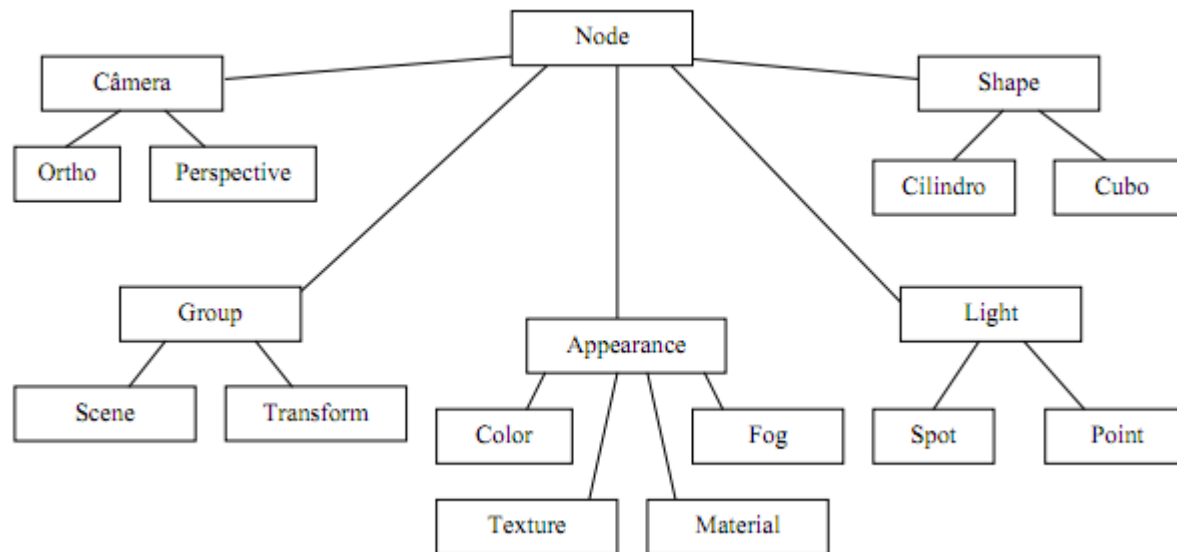 Node
Câmera
Shape
Ortho
Perspective
Cilindro
Cubo
Group
Light
Appearance
Scene
Transform
Color
Fog
Spot
Point
Texture
Material